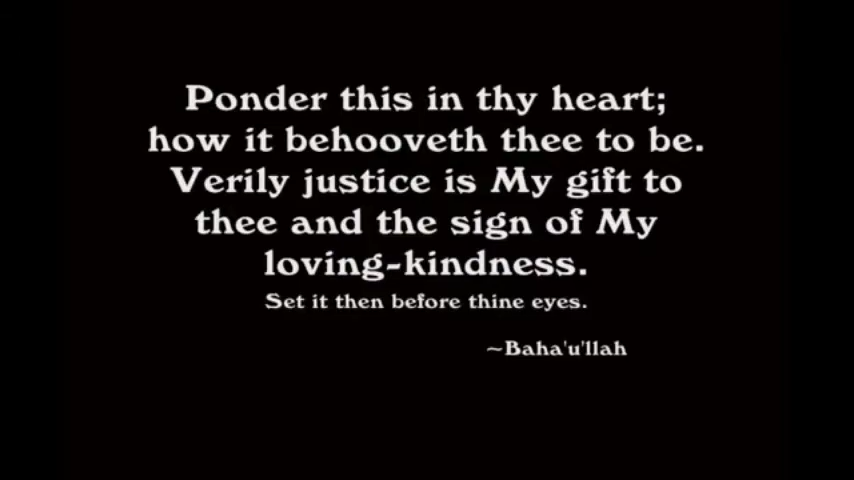 Ponder this in thy heart;
how it behooveth thee to be.
Verily justice is My gift to
thee and the sign of My
loving-kindness.
Set it then before thine eyes.
~Baha'u'llah